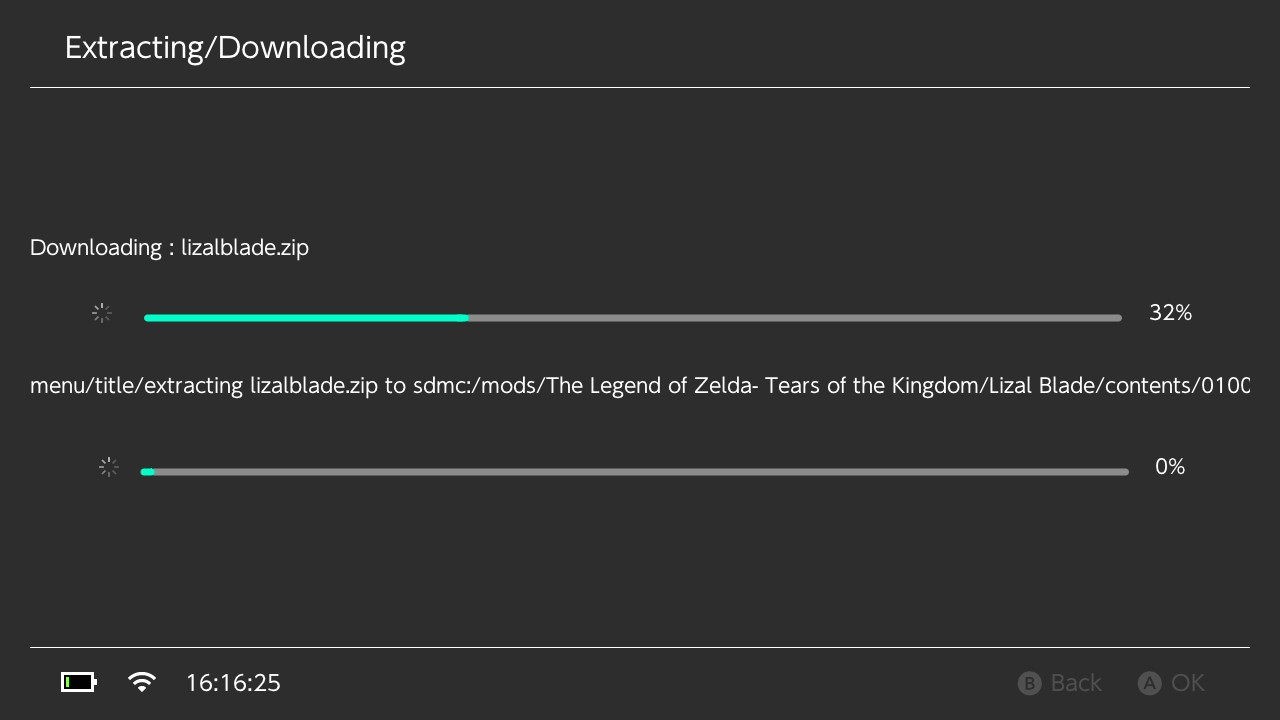 Extracting/Downloading
Downloading : lizalblade.zip
32%
menu/title/extracting lizalblade.zip to sdmc:/mods/The Legend of Zelda- Tears of the Kingdom/Lizal Blade/contents/0100
0%
16:16:25 B Back A OK